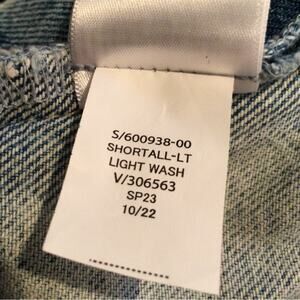 S/600938-00
SHORTALL-LT
LIGHT WASH
V/306563
SP23
10/22